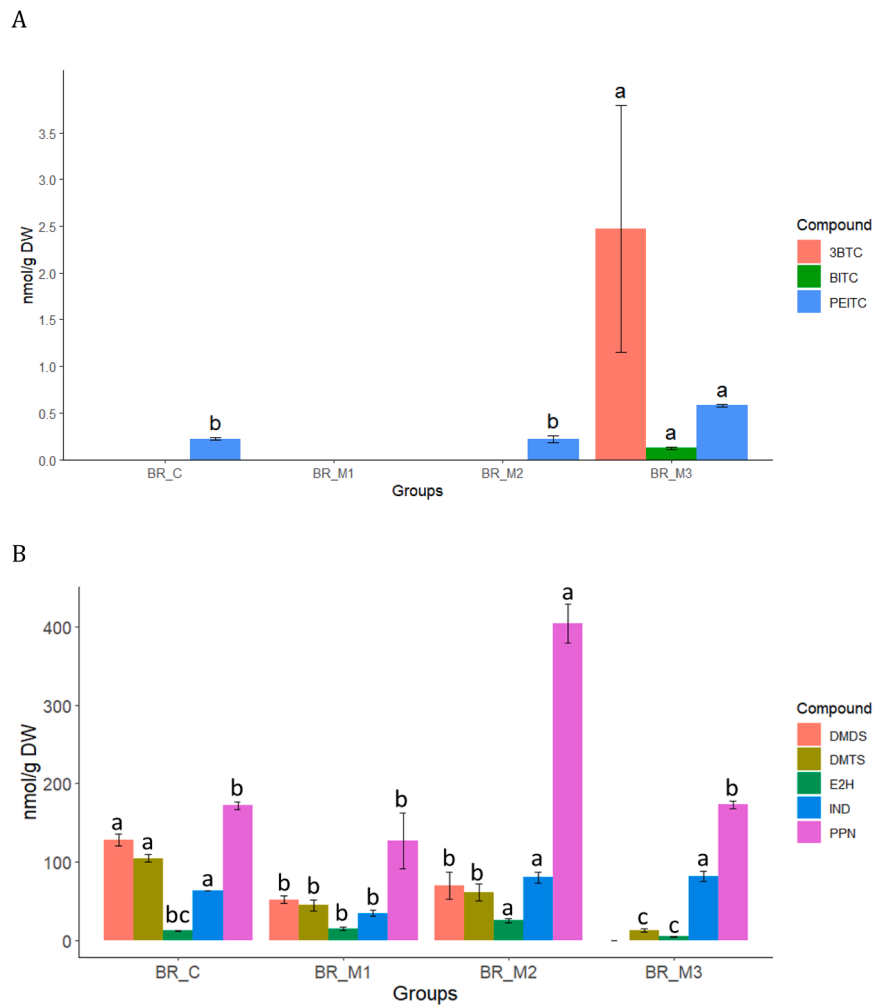 A
a
3.5
3.0
2.5
2.0
1.5
1.0
0.5
0.0
nmol/g DW
b
b
a
a
BR_C
BR_M1
BR_M2
BR_M3
Groups
Compound
3BTC
BITC
PEITC
B
400
300
200
100
0
nmol/g DW
a
a
bc
a
b
b
b
b
b
b
b
b
a
a
a
c
c
a
b
BR_C
BR_M1
BR_M2
BR_M3
Groups
Compound
DMDS
DMTS
E2H
IND
PPN